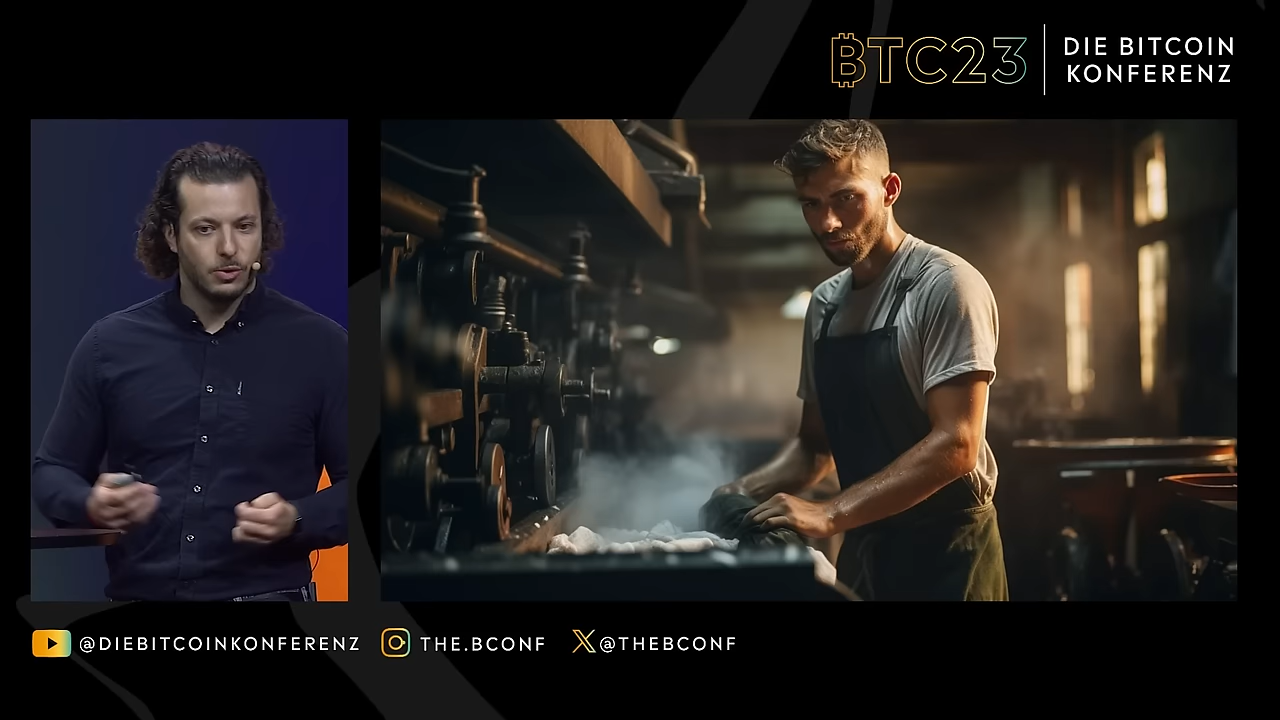 BTC23
DIE BITCOIN
KONFERENZ
@DIEBITCOINKONFERENZ
THE.BCONF
@THEBCONF